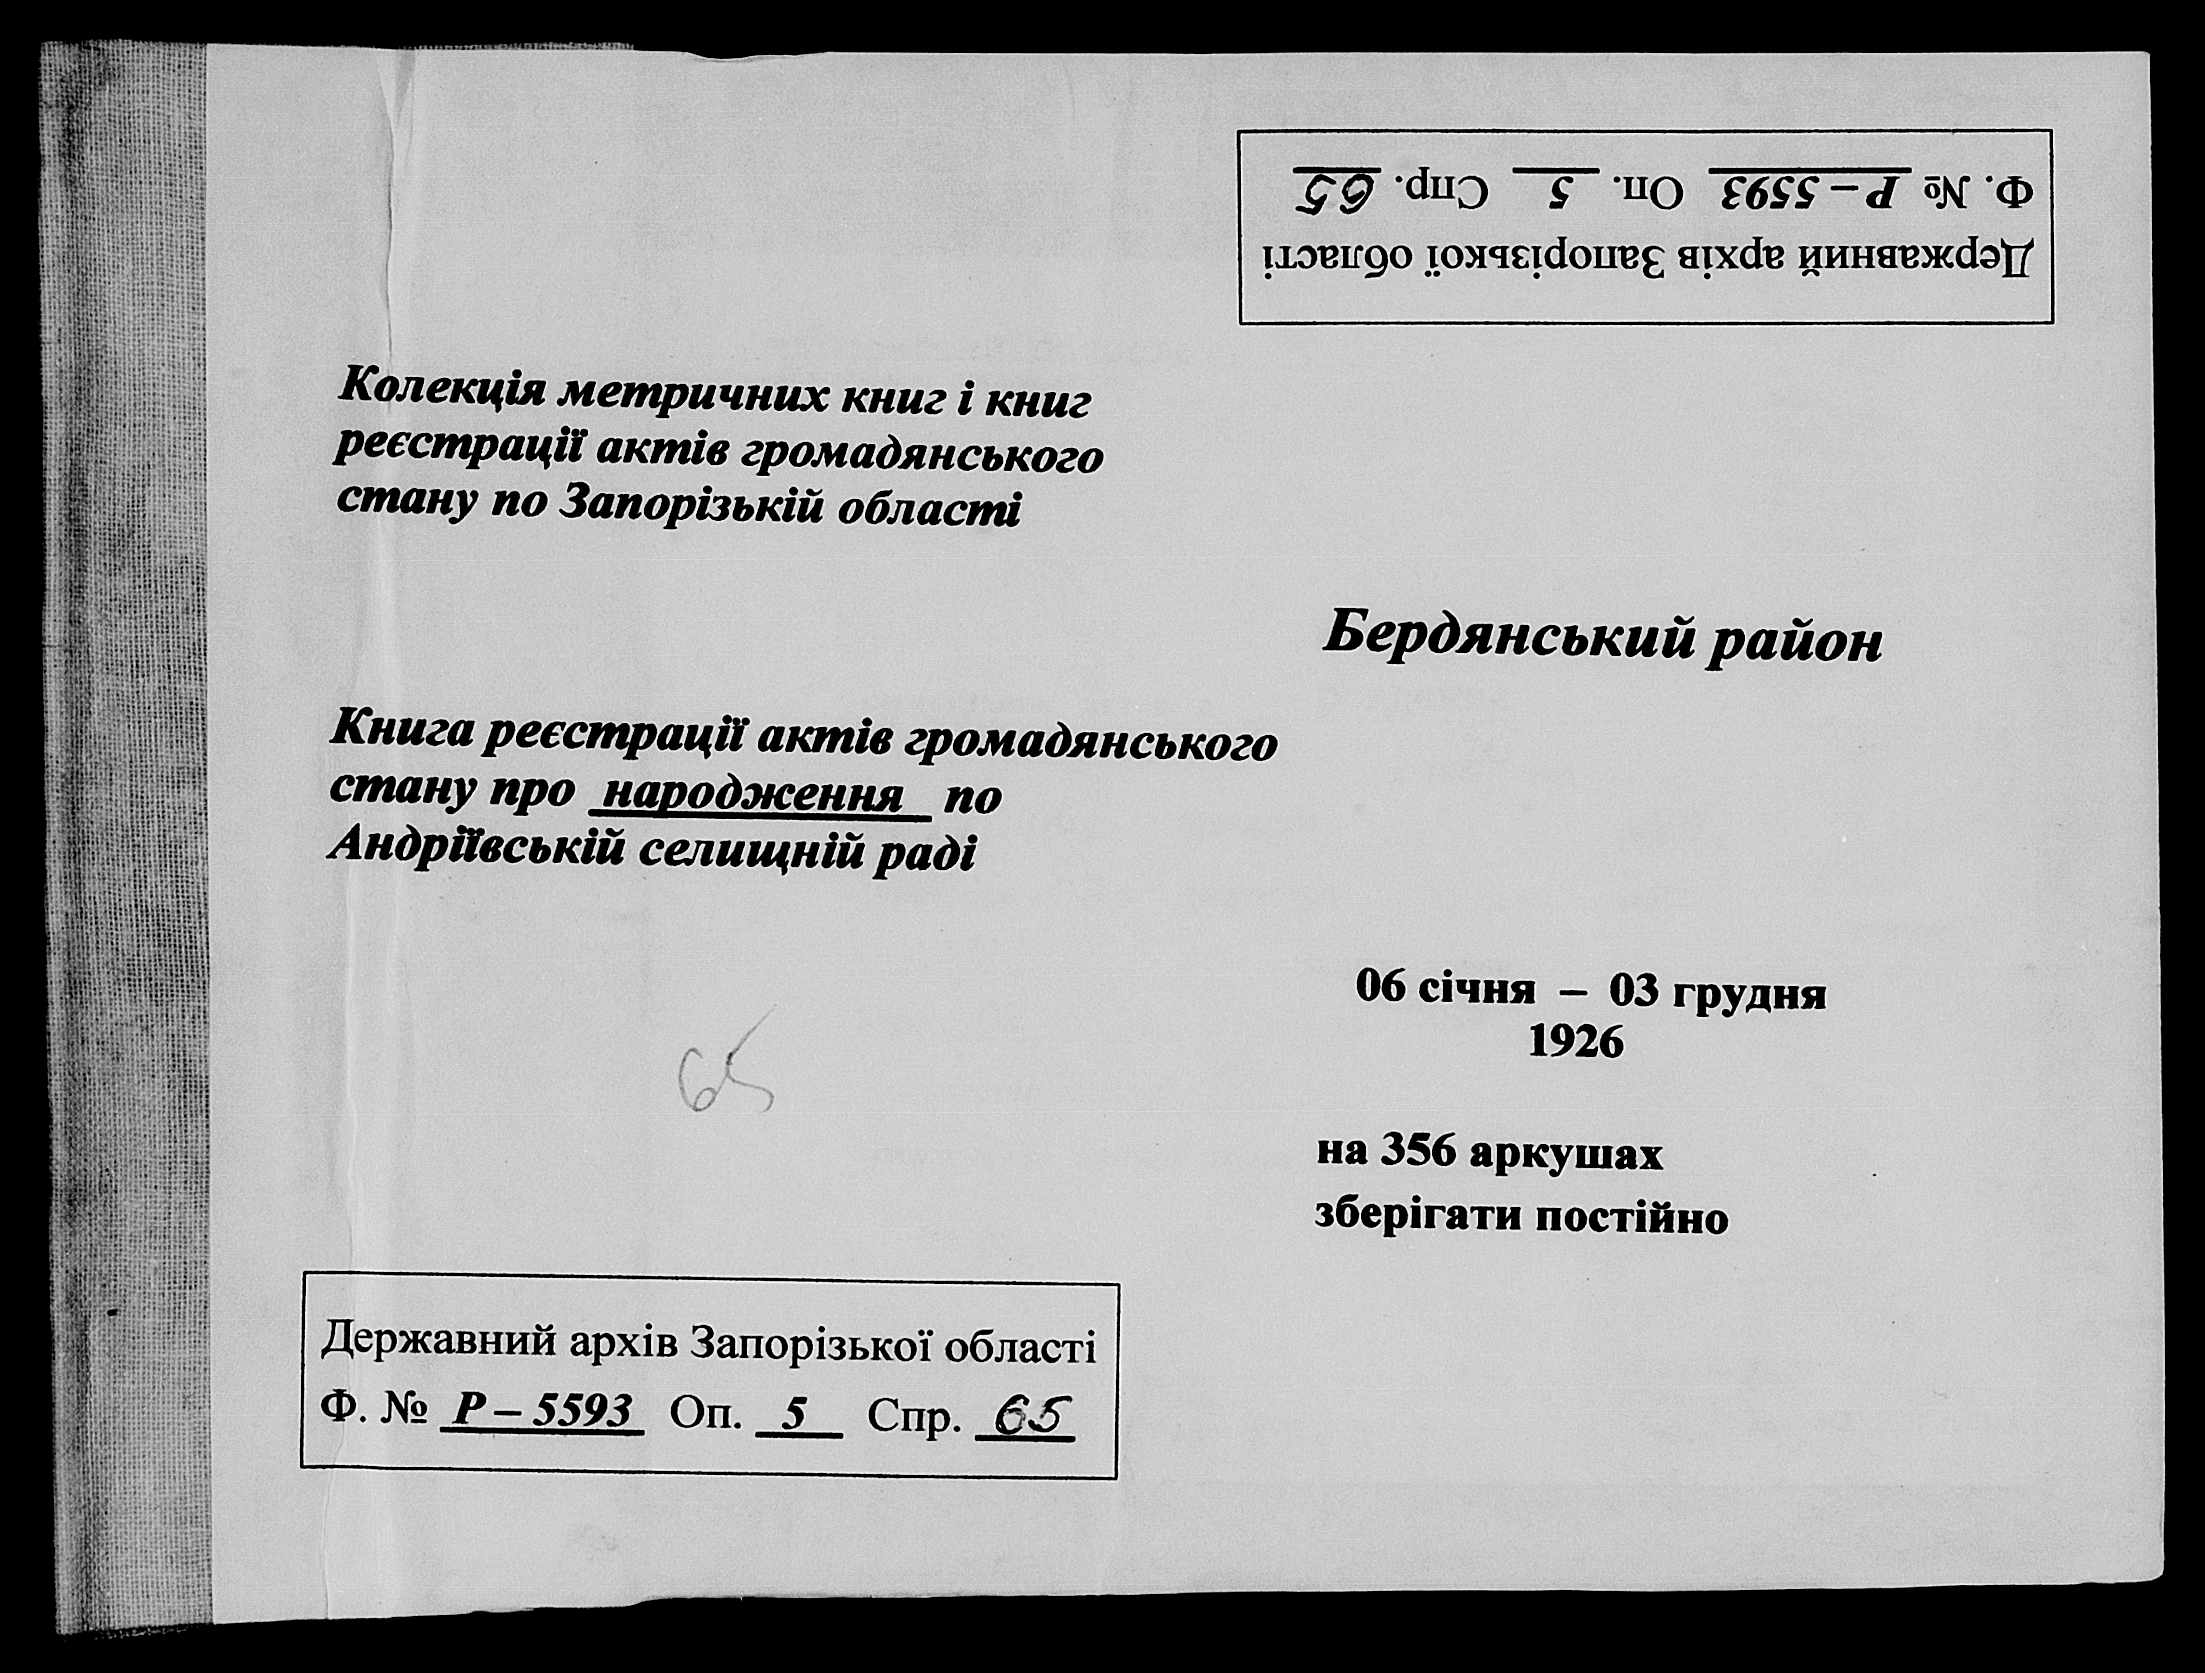 Державний архів Запорізької області
Ф. № Р – 5593 Оп. 5 Спр. 65
Колекція метричних книг і книг
реєстрації актів громадянського
стану по Запорізькій області
Бердянський район
Книга реєстрації актів громадянського
стану про народження по
Андріївській селищній раді
06 січня – 03 грудня
1926
65
на 356 аркушах
зберігати постійно
Державний архів Запорізької області
Ф. № Р – 5593 Оп. 5 Спр. 65